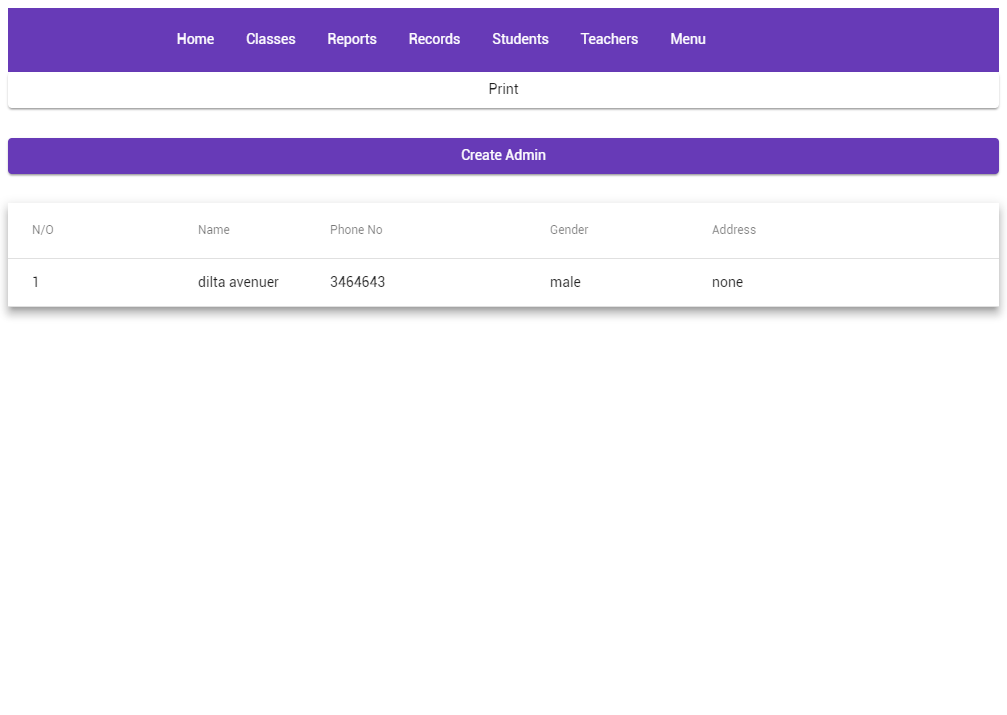 Home Classes Reports Records Students Teachers Menu
Print
Create Admin
N/O Name Phone No Gender Address
1 dilta avenuer 3464643 male none